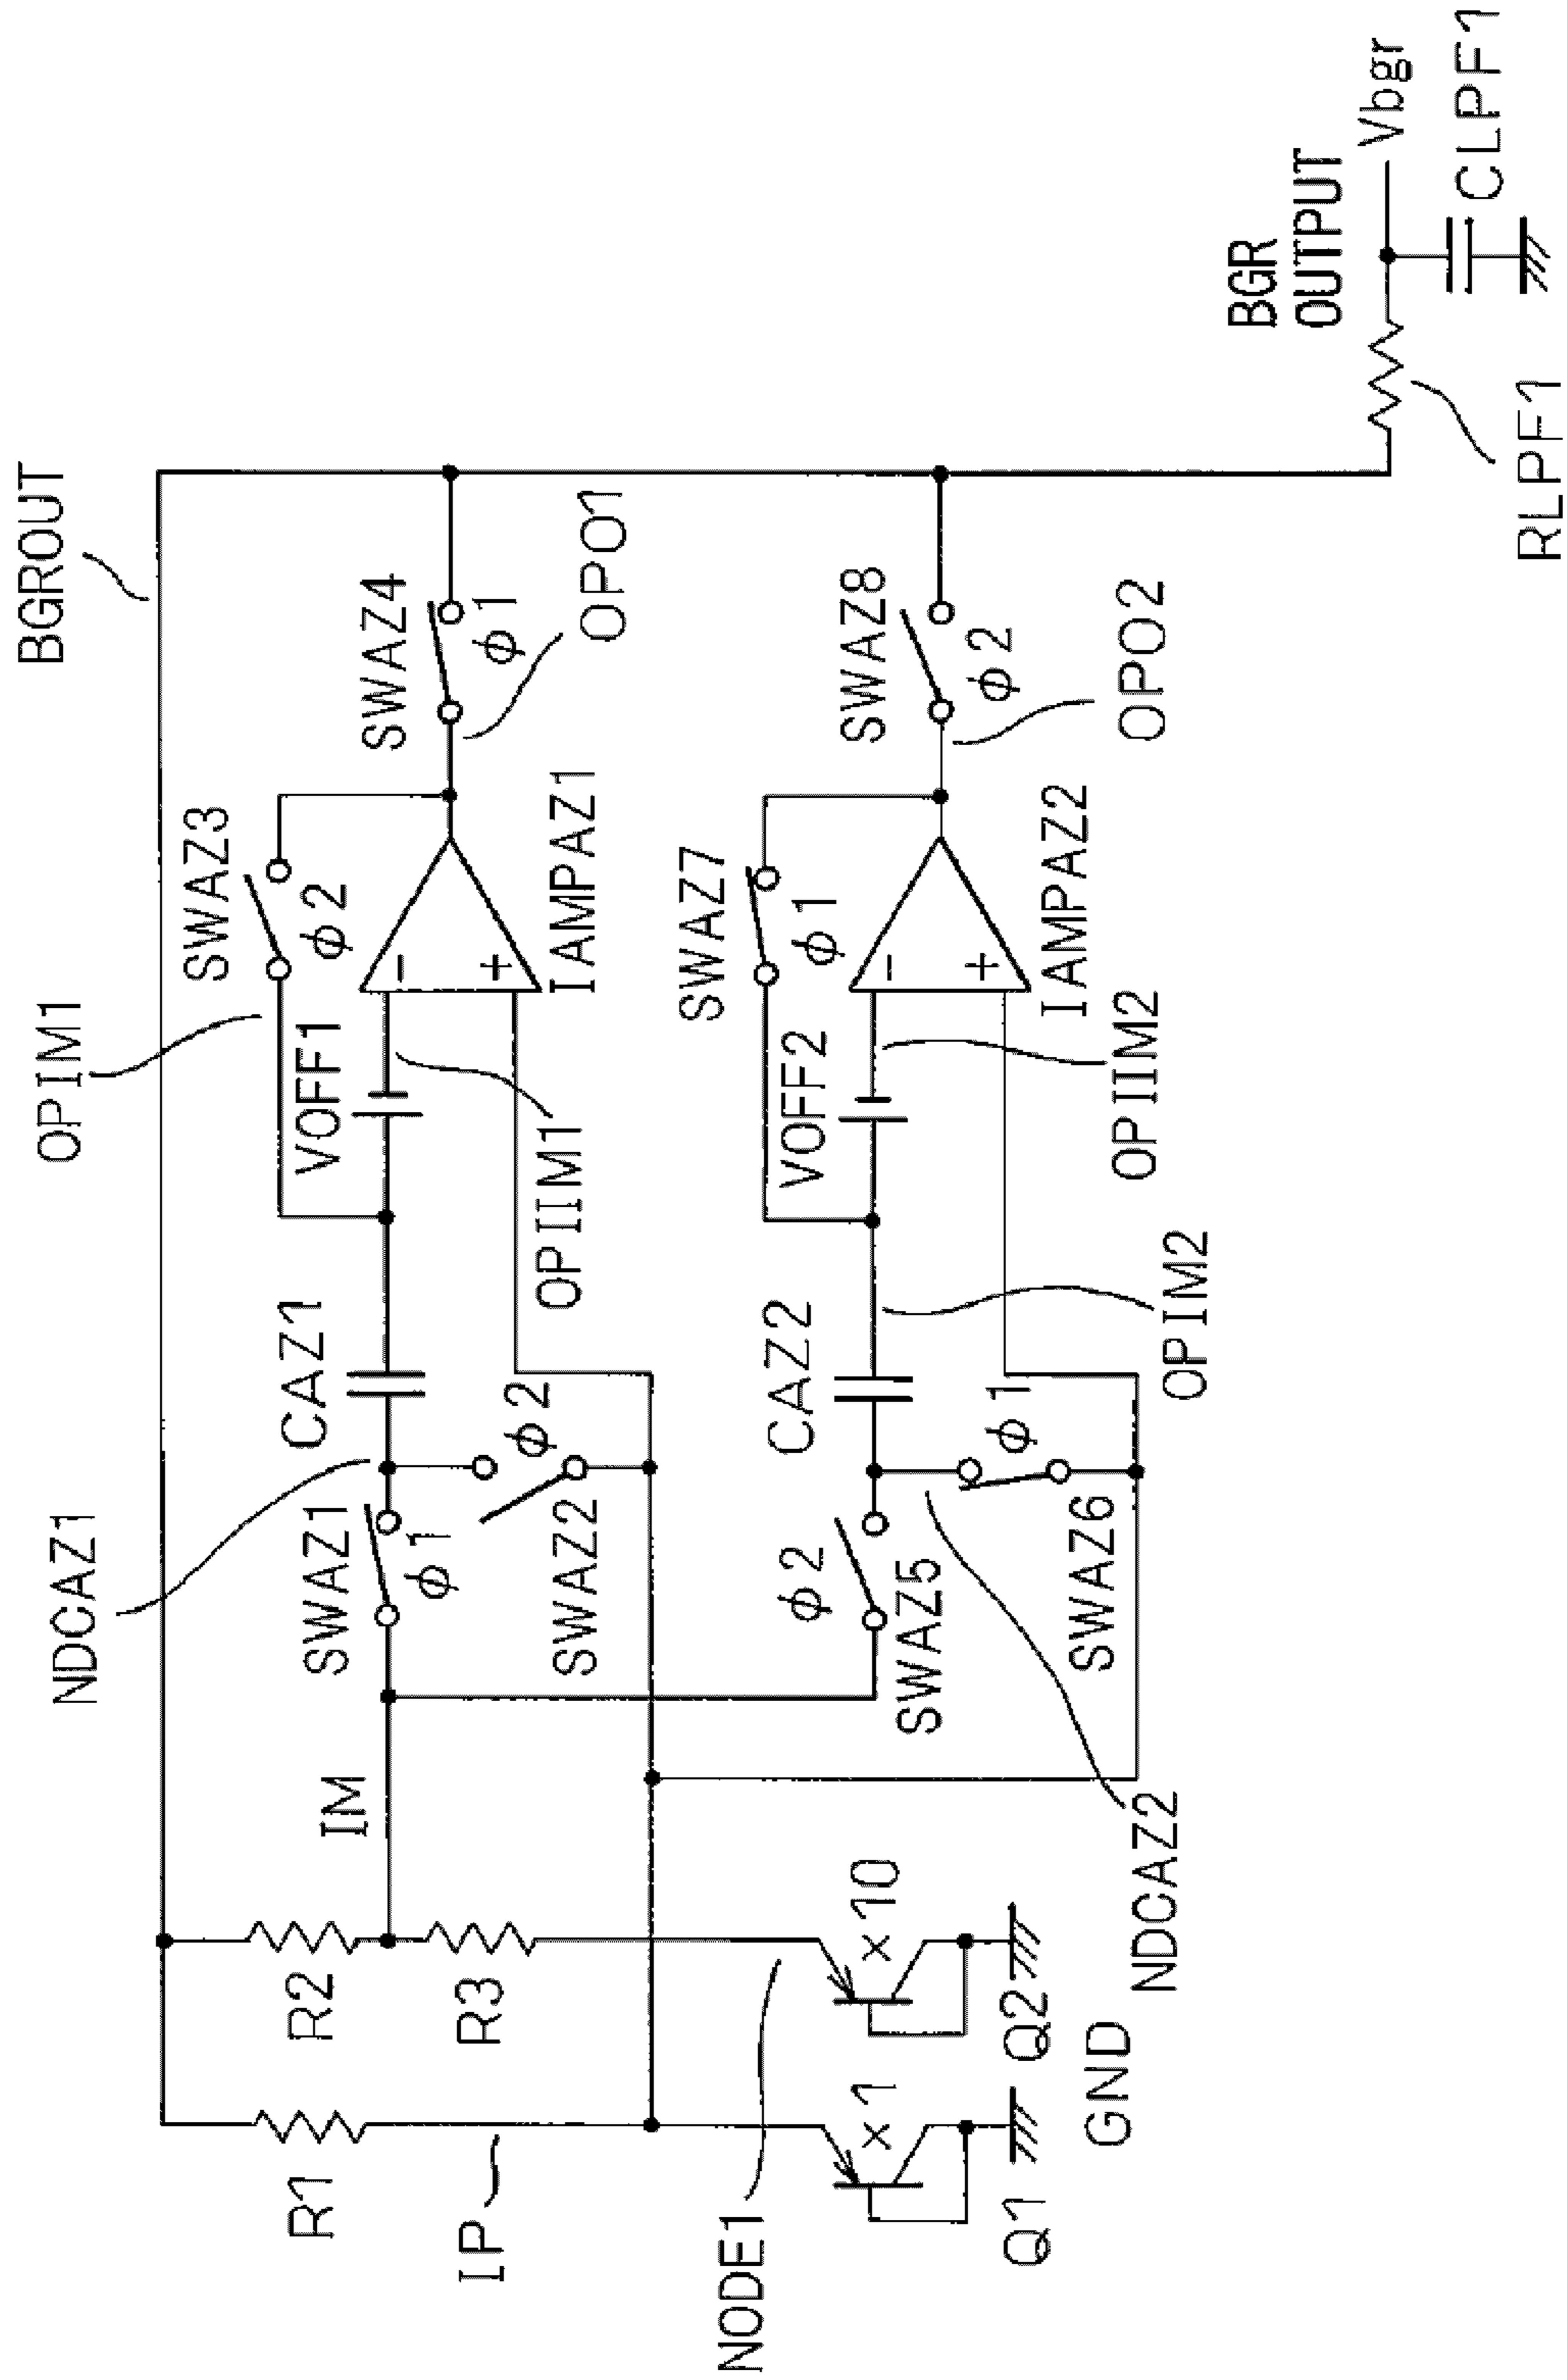 BGROUT
OPIM1
SWAZ3
φ2
SWAZ4
φ1
OPO1
NDCAZ1
CAZ1
VOFF1
IAMPAZ1
OPIIM1
SWAZ1
φ1
φ2
SWAZ2
IM
R1
R2
R3
IP
SWAZ7
φ1
SWAZ8
φ2
OPO2
CAZ2
VOFF2
IAMPAZ2
OPIIM2
OPIM2
φ2
SWAZ5
φ1
SWAZ6
NDCAZ2
NODE1
×1
×10
Q1
Q2
GND
BGR
OUTPUT
Vbgr
RLPF1
CLPF1
-
+
-
+